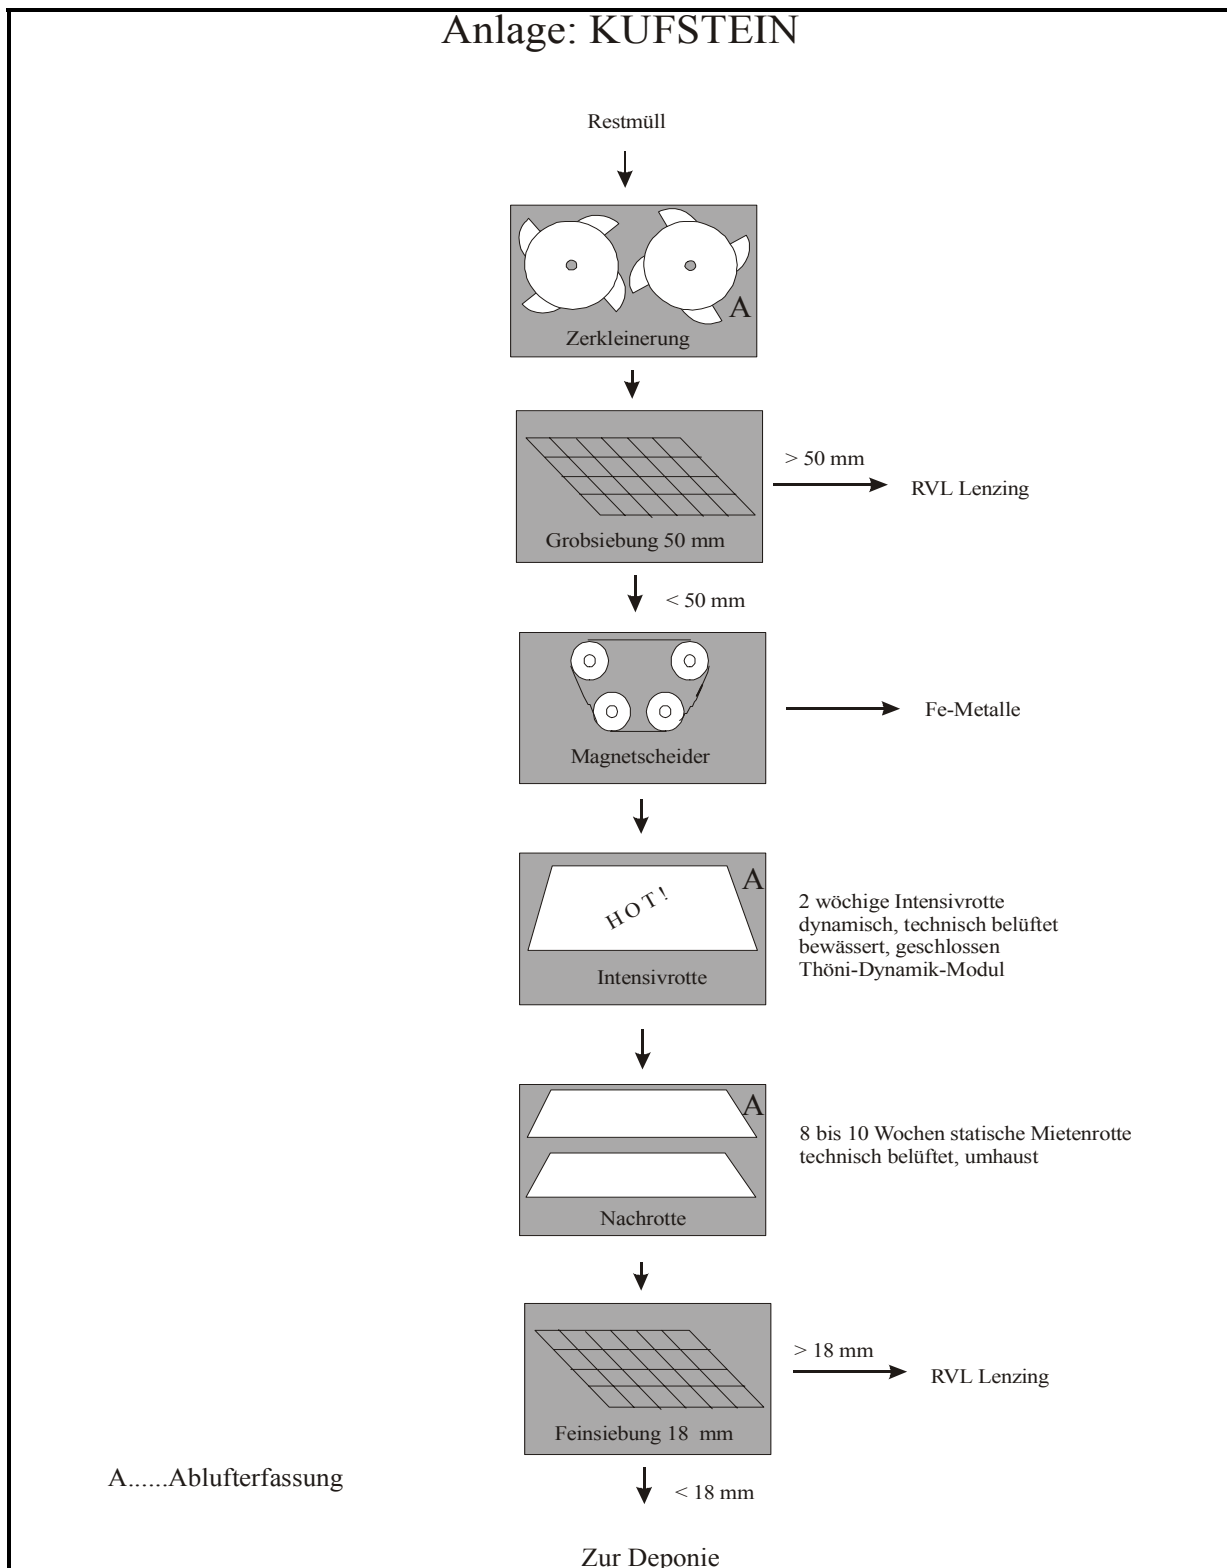 Anlage: KUFSTEIN
Restmüll
A
Zerkleinerung
> 50 mm
RVL Lenzing
Grobsiebung 50 mm
< 50 mm
Fe-Metalle
Magnetscheider
A
HOT!
2 wöchige Intensivrotte
dynamisch, technisch belüftet
bewässert, geschlossen
Thöni-Dynamik-Modul
Intensivrotte
A
8 bis 10 Wochen statische Mietenrotte
technisch belüftet, umhaust
Nachrotte
> 18 mm
RVL Lenzing
Feinsiebung 18 mm
A......Ablufterfassung
< 18 mm
Zur Deponie